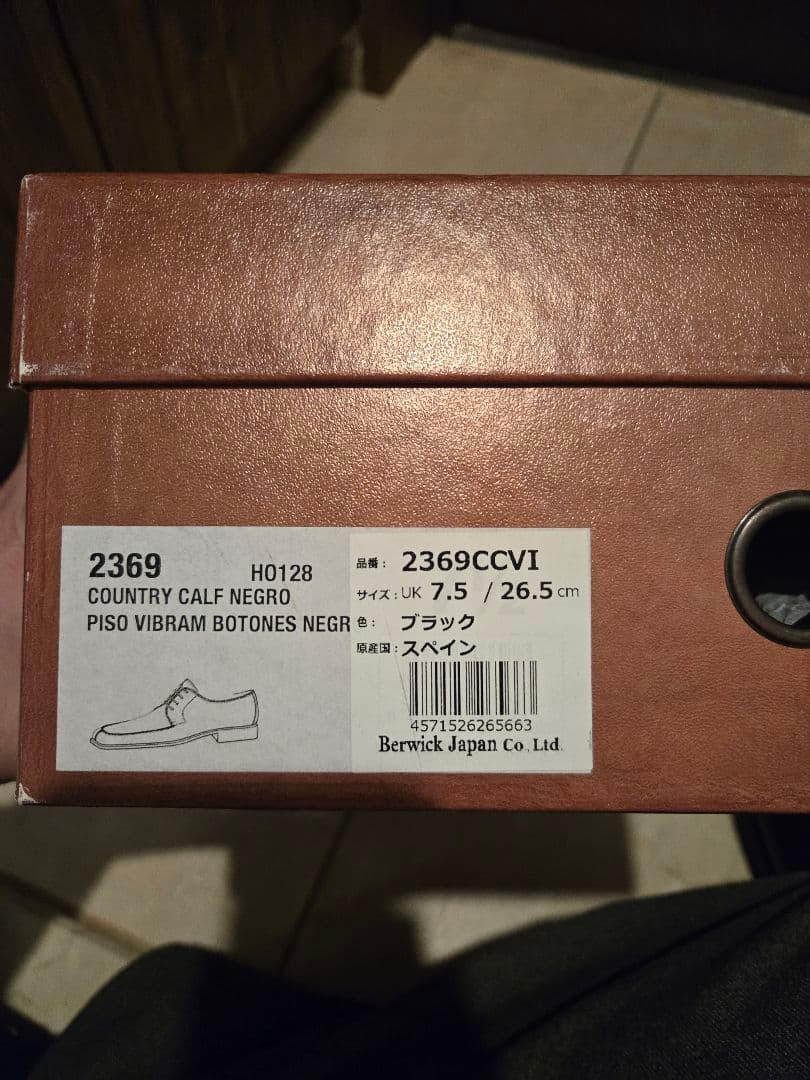 2369
HO128
COUNTRY CALF NEGRO
PISO VIBRAM BOTONES NEGR
品番： 2369CCVI
サイズ：UK 7.5 / 26.5 cm
色： ブラック
原産国：スペイン
4571526265663
Berwick Japan Co., Ltd.